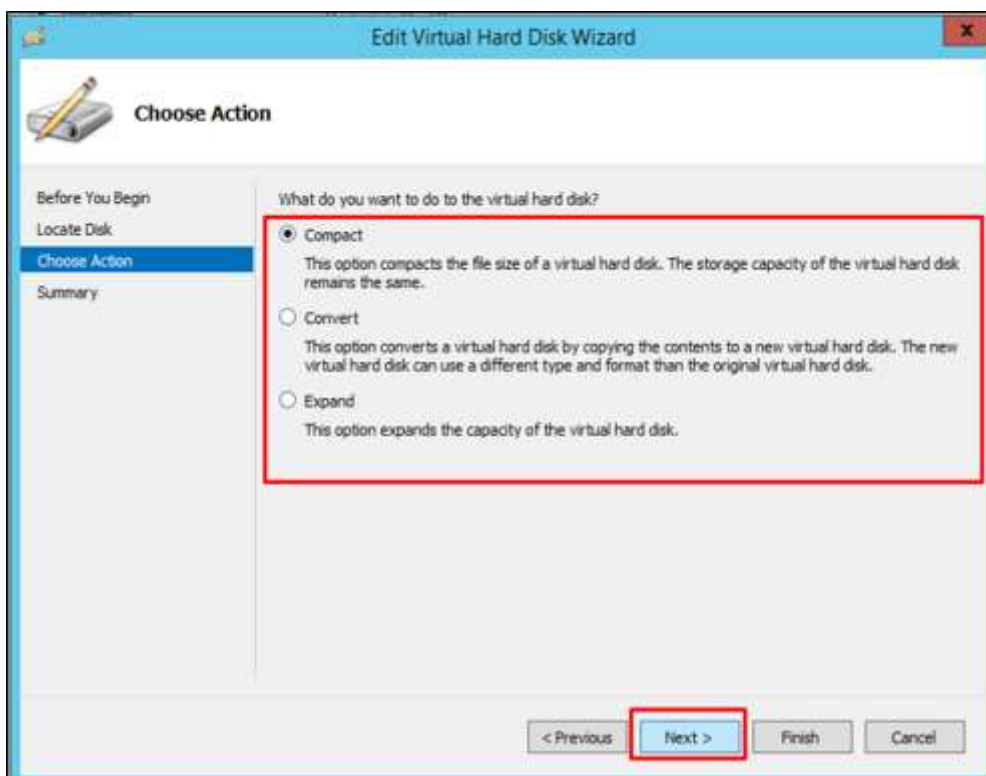 Edit Virtual Hard Disk Wizard
x
Choose Action
Before You Begin
Locate Disk
Choose Action
Summary
What do you want to do to the virtual hard disk?
Compact
This option compacts the file size of a virtual hard disk. The storage capacity of the virtual hard disk
remains the same.
Convert
This option converts a virtual hard disk by copying the contents to a new virtual hard disk. The new
virtual hard disk can use a different type and format than the original virtual hard disk.
Expand
This option expands the capacity of the virtual hard disk.
< Previous
Next >
Finish
Cancel